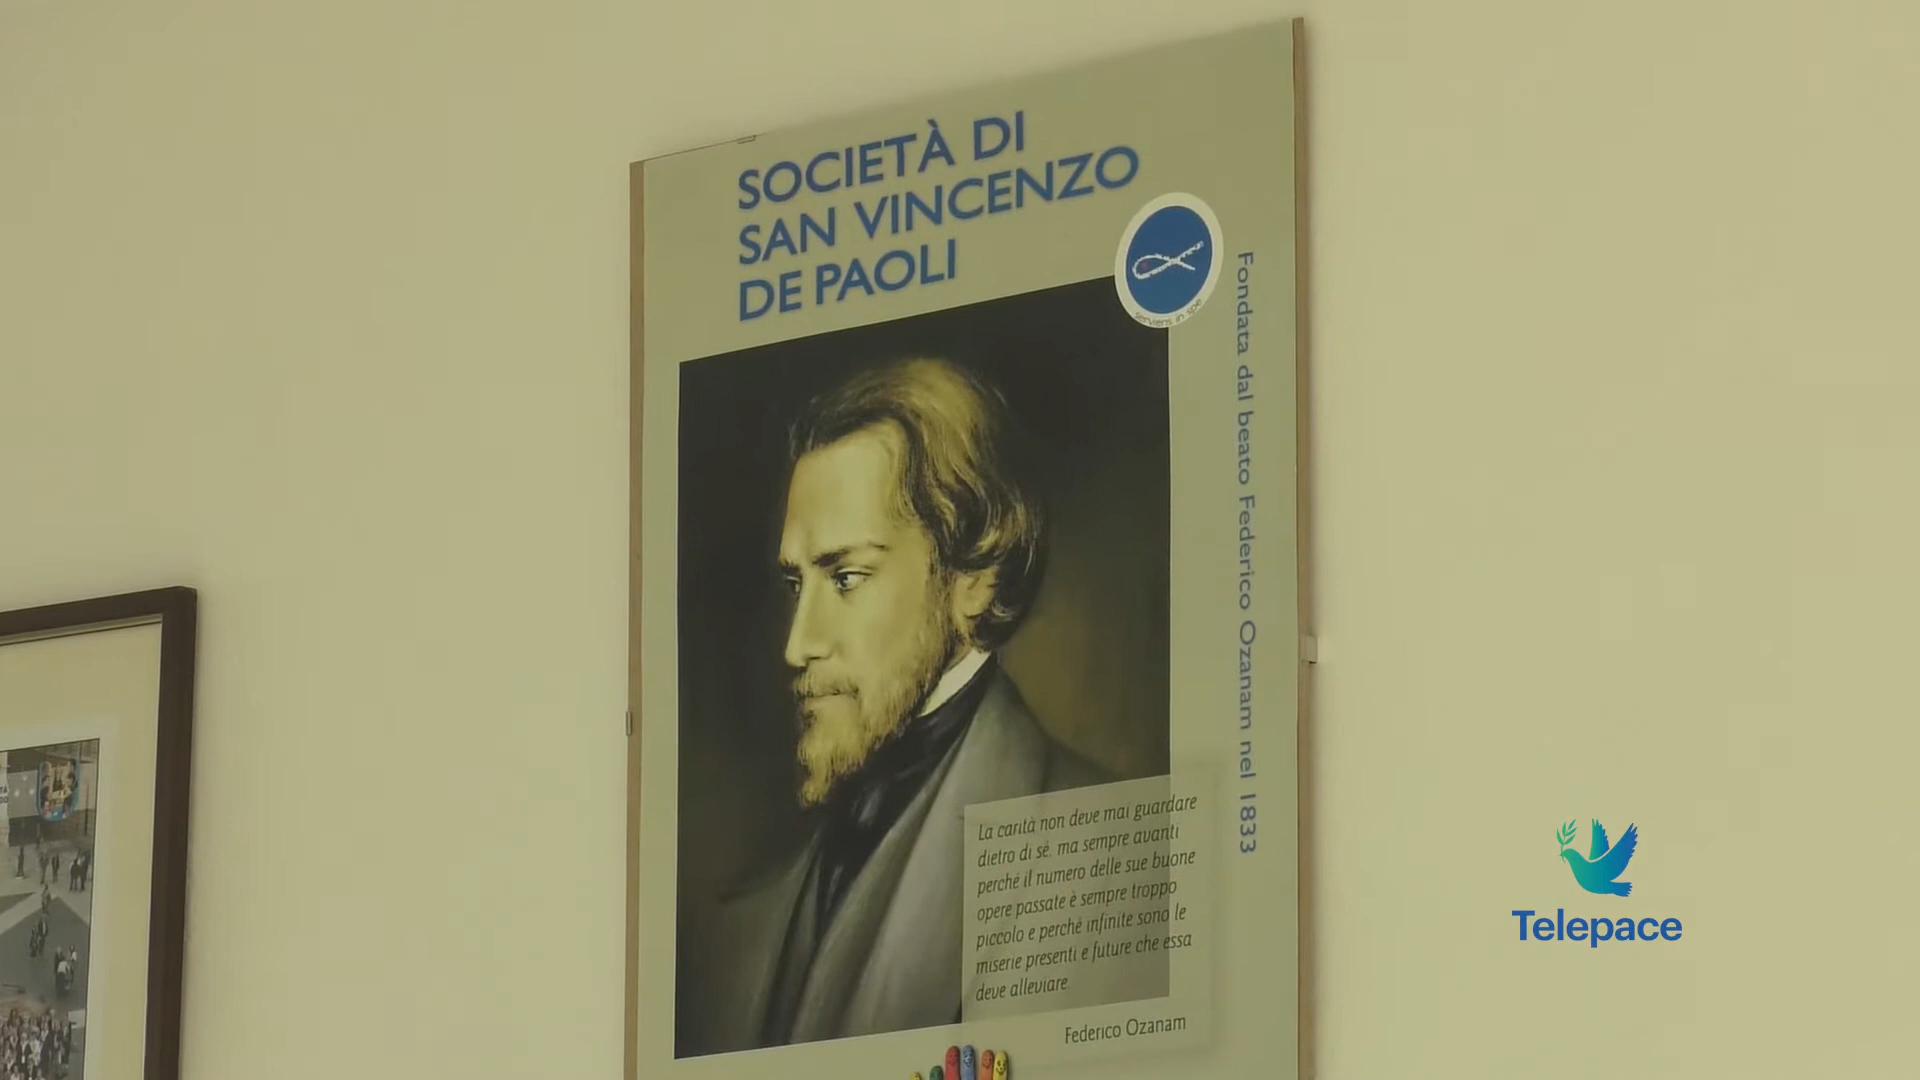 SOCIETÀ DI
SAN VINCENZO
DE PAOLI
serviens in spe
Fondata dal beato Federico Ozanam nel 1833
La carità non deve mai guardare
dietro di sé, ma sempre avanti
perché il numero delle sue buone
opere passate è sempre troppo
piccolo e perché infinite sono le
miserie presenti e future che essa
deve alleviare
Federico Ozanam
Telepace